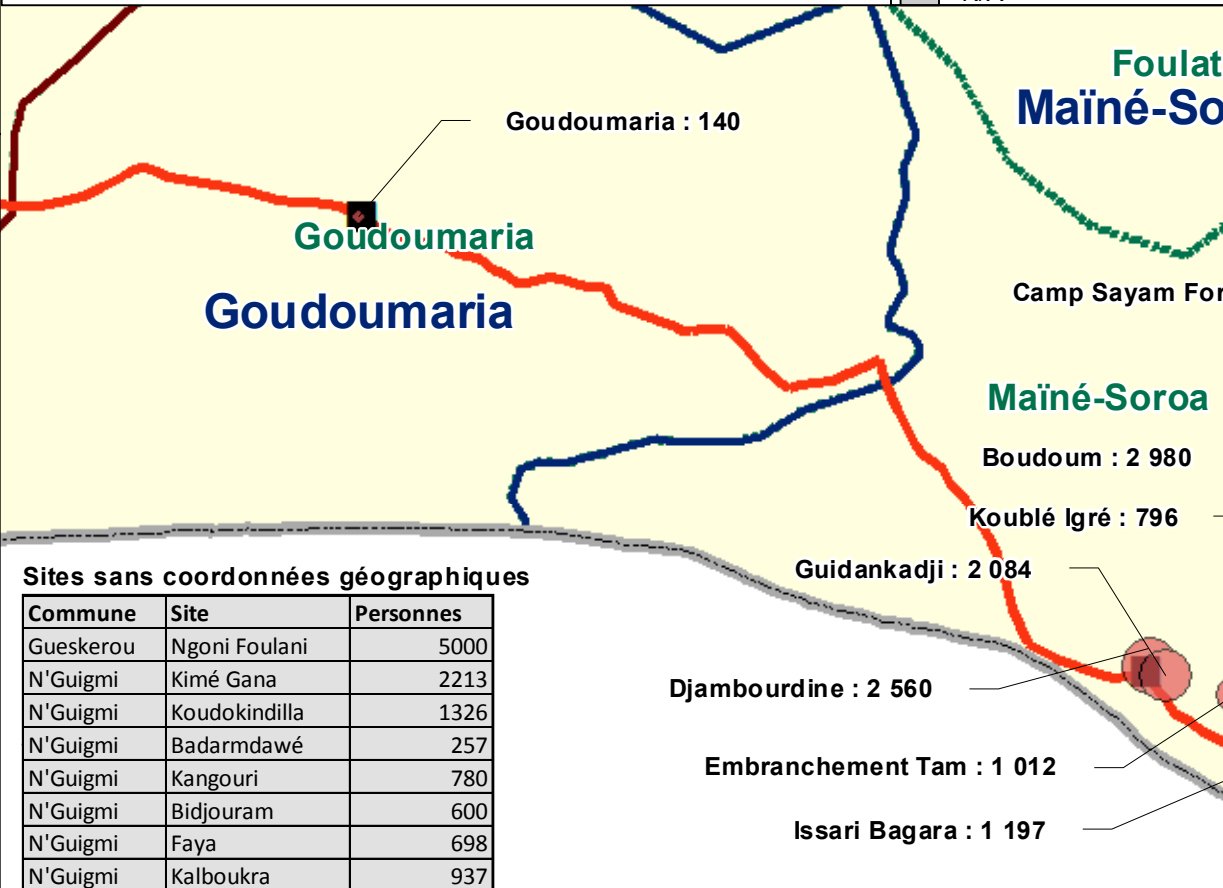 Foulat
Maïné-So
Goudoumaria : 140
Goudoumaria
Goudoumaria
Camp Sayam For
Maïné-Soroa
Boudoum : 2 980
Koublé Igré : 796
Guidankadji : 2 084
Djambourdine : 2 560
Embranchement Tam : 1 012
Issari Bagara : 1 197
Sites sans coordonnées géographiques
Commune Site Personnes
Gueskerou Ngoni Foulani 5000
N'Guigmi Kimé Gana 2213
N'Guigmi Koudokindilla 1326
N'Guigmi Badarmdawé 257
N'Guigmi Kangouri 780
N'Guigmi Bidjouram 600
N'Guigmi Faya 698
N'Guigmi Kalboukra 937